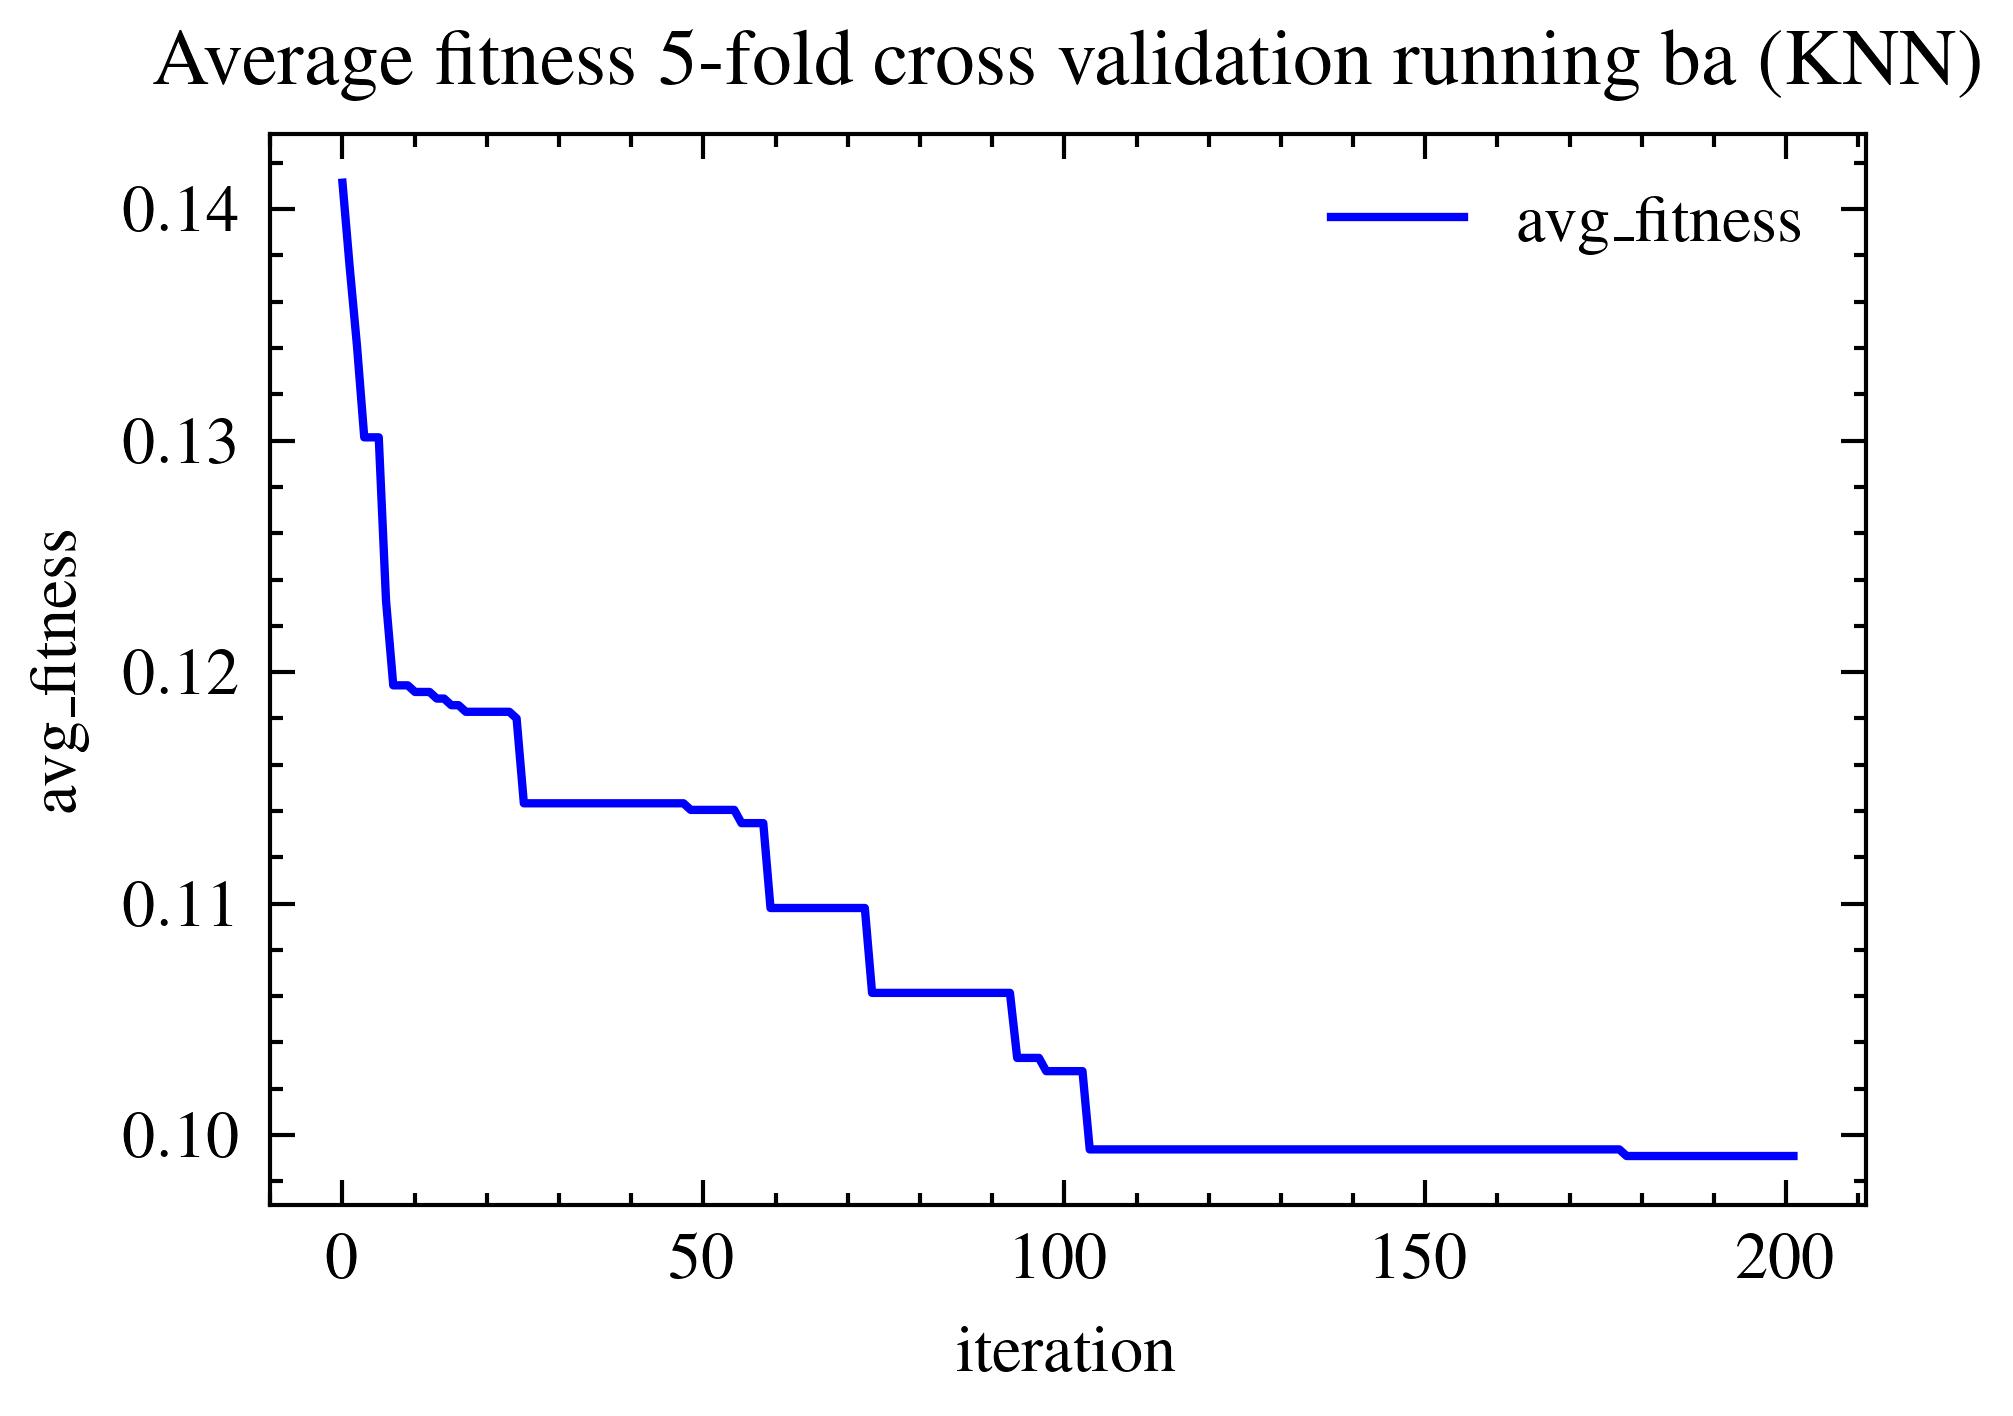 Average fitness 5-fold cross validation running ba (KNN)
avg_fitness
0.14
0.13
0.12
0.11
0.10
avg_fitness
0
50
100
150
200
iteration